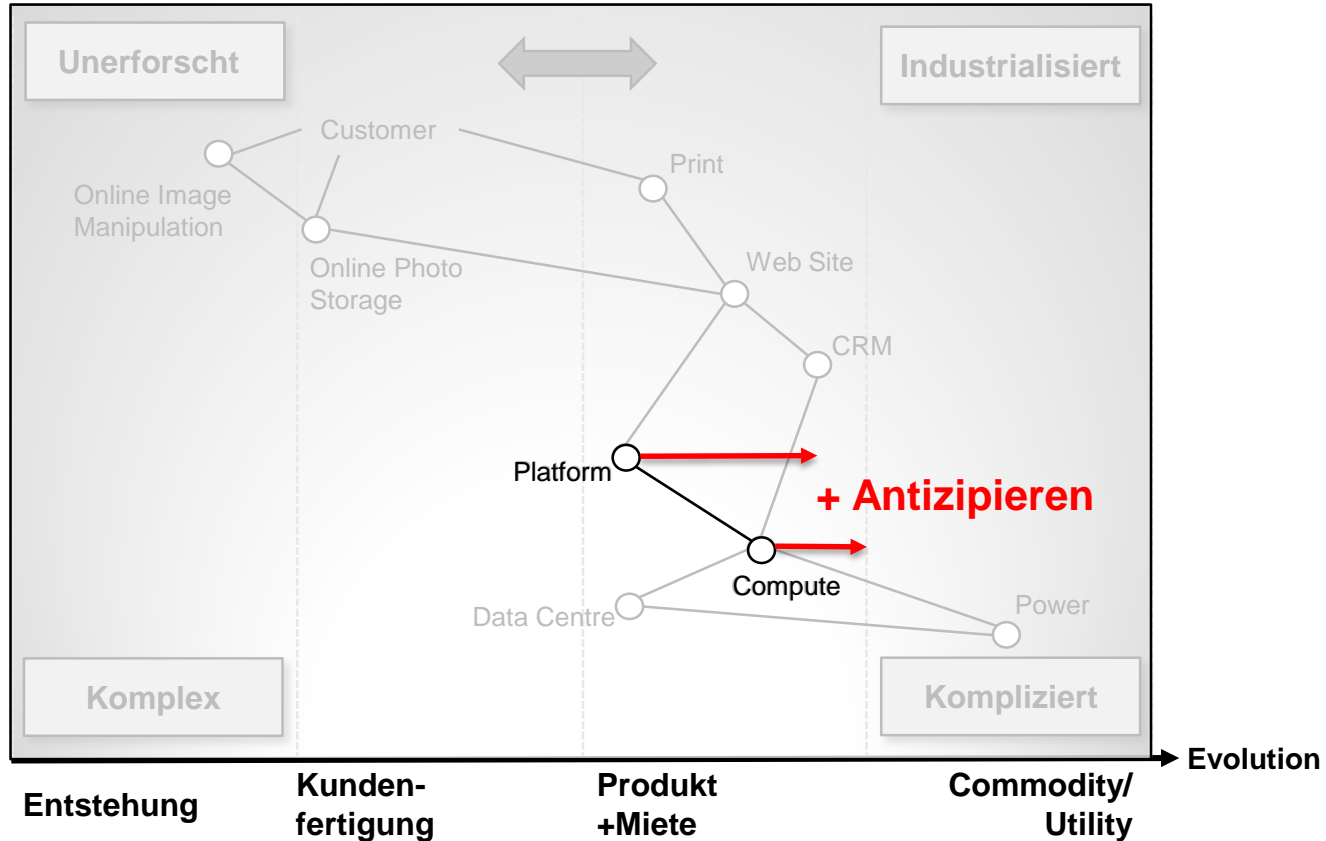 Unerforscht
Industrialisiert
Customer
Print
Online Image
Manipulation
Online Photo
Storage
Web Site
CRM
Platform
+ Antizipieren
Compute
Data Centre
Power
Komplex
Kompliziert
Evolution
Entstehung
Kunden-
fertigung
Produkt
+Miete
Commodity/
Utility